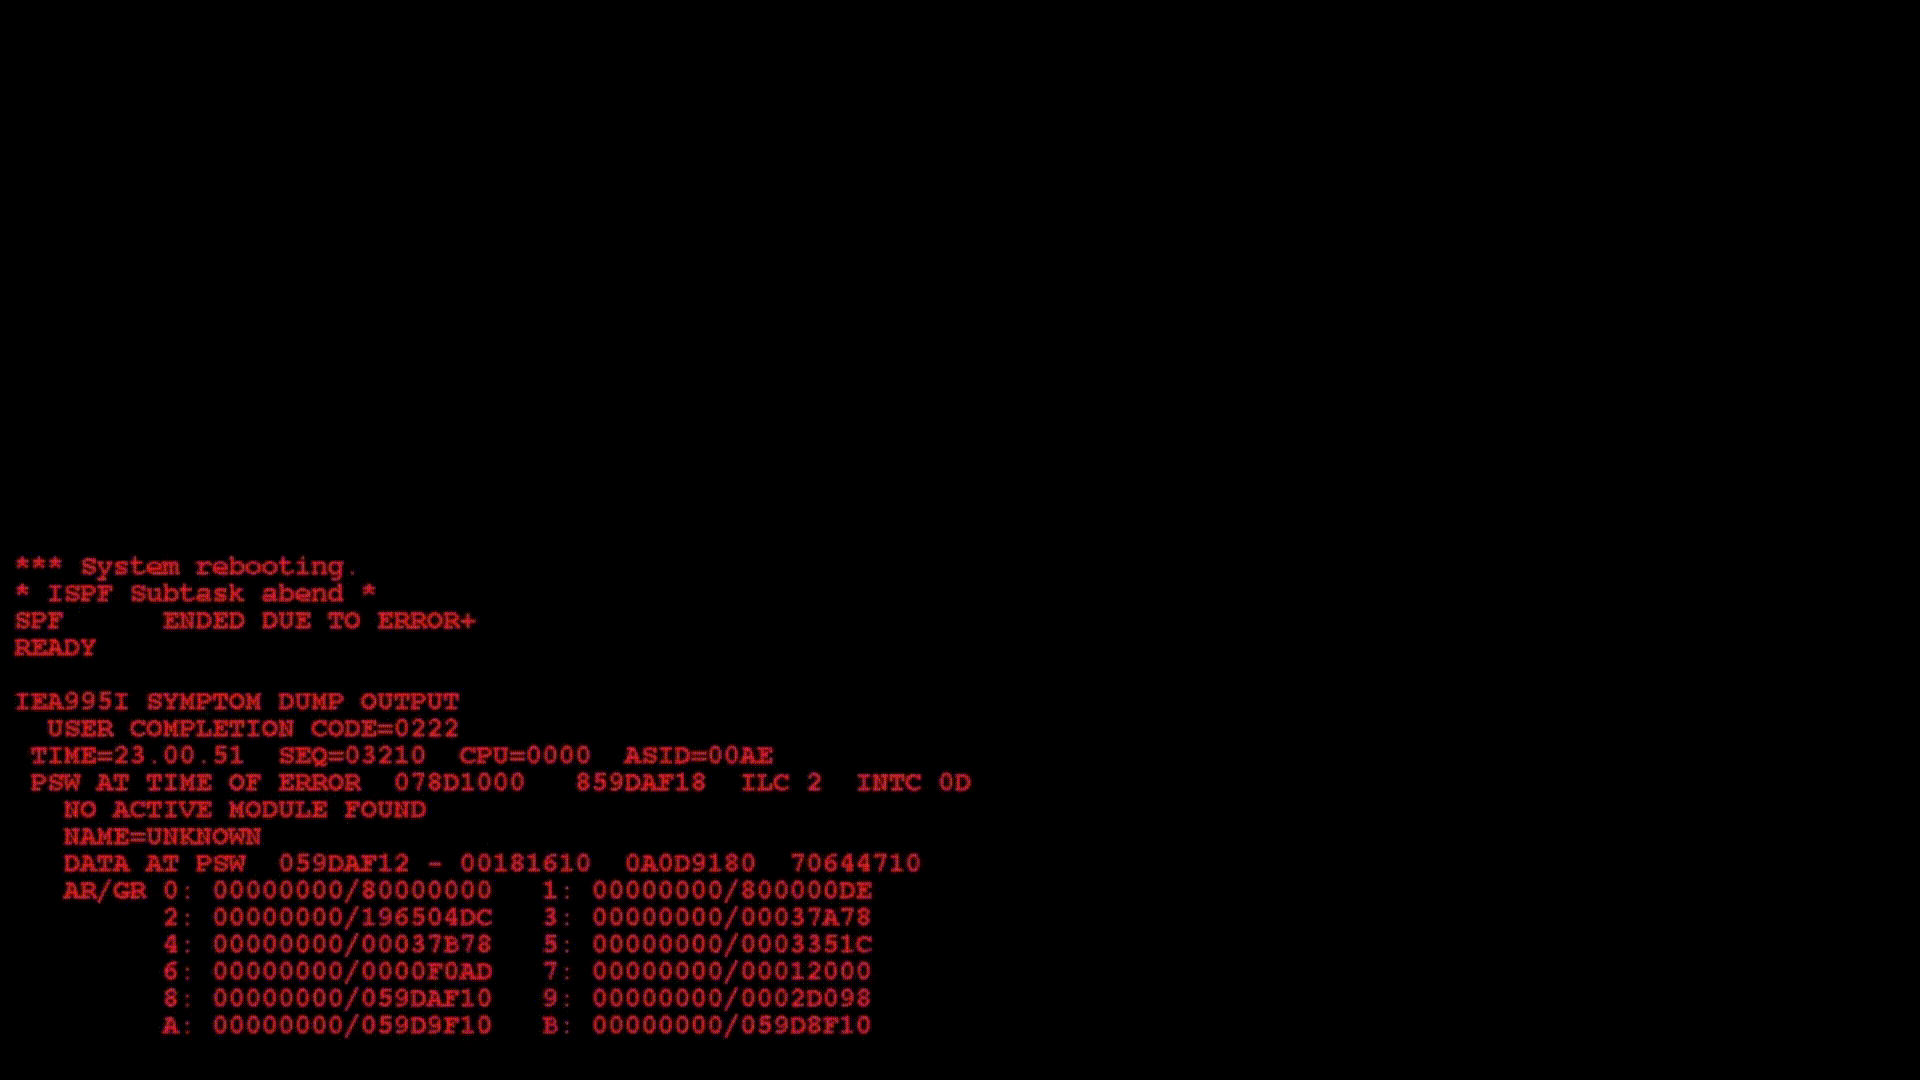 *** System rebooting.
* ISPF Subtask abend *
SPF      ENDED DUE TO ERROR+
READY

IEA995I SYMPTOM DUMP OUTPUT
  USER COMPLETION CODE=0222
 TIME=23.00.51  SEQ=03210  CPU=0000  ASID=00AE
 PSW AT TIME OF ERROR  078D1000   859DAF18  ILC 2  INTC 0D
   NO ACTIVE MODULE FOUND
   NAME=UNKNOWN
   DATA AT PSW  059DAF12 - 00181610  0A0D9180  70644710
   AR/GR 0: 00000000/80000000   1: 00000000/800000DE
         2: 00000000/196504DC   3: 00000000/00037A78
         4: 00000000/00037B78   5: 00000000/0003351C
         6: 00000000/0000F0AD   7: 00000000/00012000
         8: 00000000/059DAF10   9: 00000000/0002D098
         A: 00000000/059D9F10   B: 00000000/059D8F10